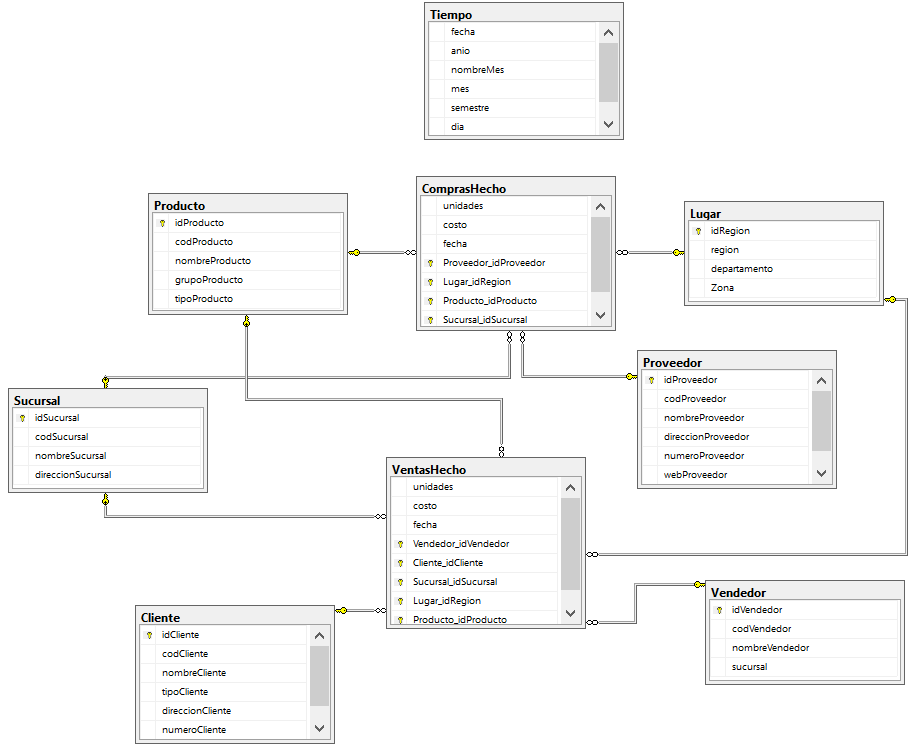 Tiempo
fecha
anio
nombreMes
mes
semestre
dia
ComprasHecho
unidades
costo
fecha
Proveedor_idProveedor
Lugar_idRegion
Producto_idProducto
Sucursal_idSucursal
Producto
idProducto
codProducto
nombreProducto
grupoProducto
tipoProducto
Lugar
idRegion
region
departamento
Zona
Proveedor
idProveedor
codProveedor
nombreProveedor
direccionProveedor
numeroProveedor
webProveedor
Sucursal
idSucursal
codSucursal
nombreSucursal
direccionSucursal
VentasHecho
unidades
costo
fecha
Vendedor_idVendedor
Cliente_idCliente
Sucursal_idSucursal
Lugar_idRegion
Producto_idProducto
Vendedor
idVendedor
codVendedor
nombreVendedor
sucursal
Cliente
idCliente
codCliente
nombreCliente
tipoCliente
direccionCliente
numeroCliente